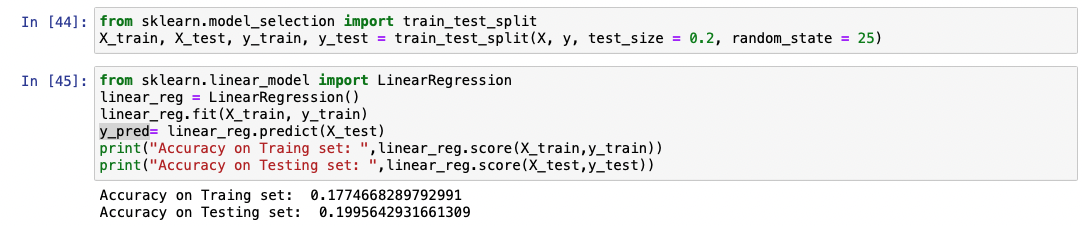 In [44]: from sklearn.model_selection import train_test_split
X_train, X_test, y_train, y_test = train_test_split(X, y, test_size = 0.2, random_state = 25)
In [45]: from sklearn.linear_model import LinearRegression
linear_reg = LinearRegression()
linear_reg.fit(X_train, y_train)
y_pred= linear_reg.predict(X_test)
print("Accuracy on Traing set: ",linear_reg.score(X_train,y_train))
print("Accuracy on Testing set: ",linear_reg.score(X_test,y_test))
Accuracy on Traing set:  0.1774668289792991
Accuracy on Testing set:  0.1995642931661309